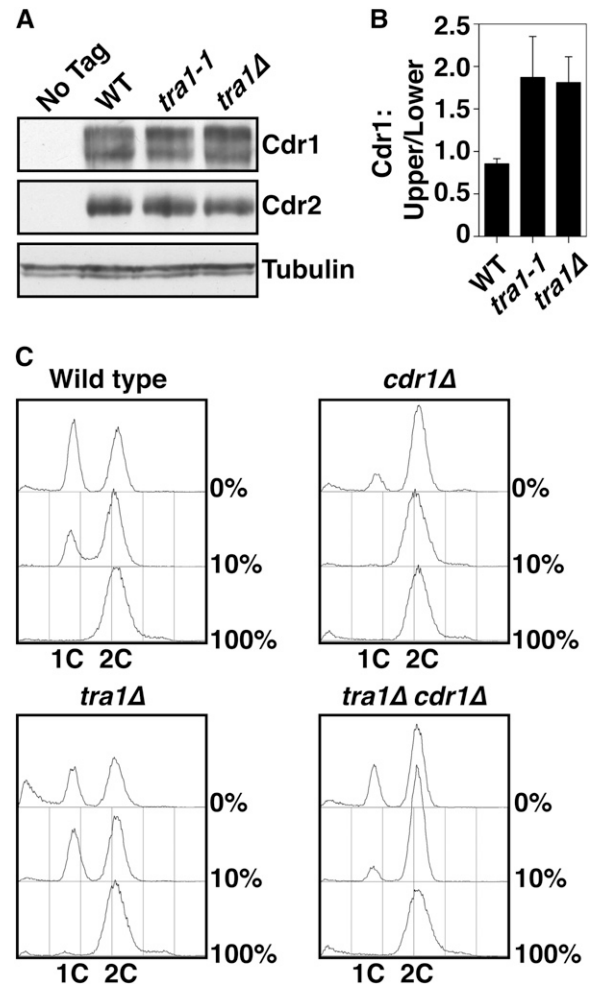 A
No Tag WT tra1-1 tra1Δ
Cdr1
Cdr2
Tubulin
B
Cdr1:
Upper/Lower
2.5
2.0
1.5
1.0
0.5
0
WT tra1-1 tra1Δ
C
Wild type
0%
10%
100%
1C 2C
cdr1Δ
0%
10%
100%
1C 2C
tra1Δ
0%
10%
100%
1C 2C
tra1Δ cdr1Δ
0%
10%
100%
1C 2C